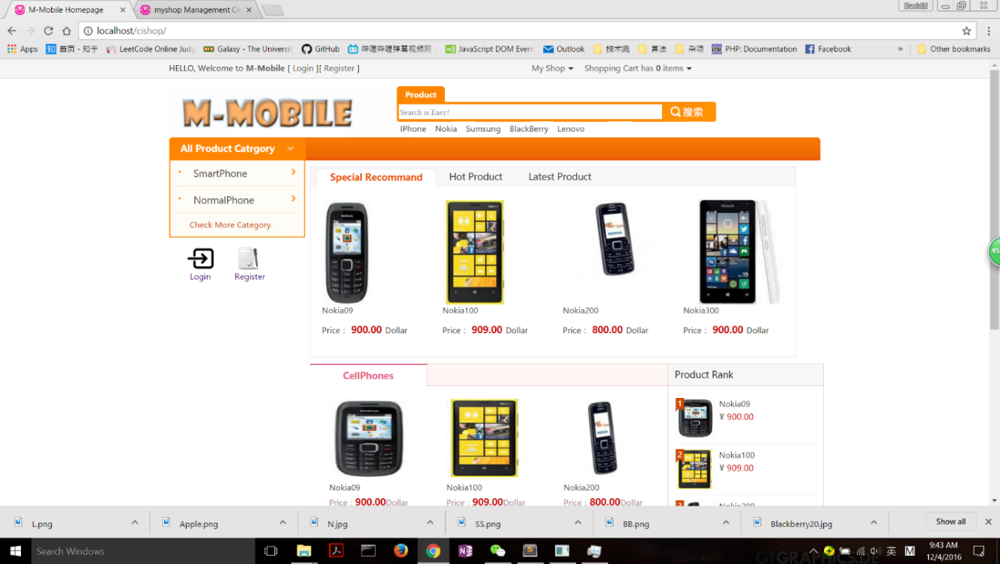 M-Mobile Homepage
myshop Management Ce
DavidLi
localhost/cishop/
Apps 首页 - 知乎 LeetCode Online Judg Galaxy - The Universit GitHub 哔哩哔哩弹幕视频网 - JavaScript DOM Event Outlook 技术流 算法 杂项 PHP: Documentation Facebook » Other bookmarks
HELLO, Welcome to M-Mobile [ Login ][ Register ] My Shop Shopping Cart has 0 items
M-MOBILE
Product
Search is Easy! 搜索
IPhone Nokia Sumsung BlackBerry Lenovo
All Product Catrgory
SmartPhone
NormalPhone
Check More Category.
Login Register
Special Recommand Hot Product Latest Product
Nokia09 Nokia100 Nokia200 Nokia300
Price : 900.00 Dollar Price : 909.00 Dollar Price : 800.00 Dollar Price : 900.00 Dollar
CellPhones
Nokia09 Nokia100 Nokia200
Price : 900.00Dollar Price : 909.00Dollar Price : 800.00Dollar
Product Rank
1 Nokia09
¥ 900.00
2 Nokia100
¥ 909.00
45
L.png Apple.png N.jpg SS.png BB.png Blackberry20.jpg Show all
Search Windows
英 M
9:43 AM
12/4/2016
GTGRAPHICS.DE